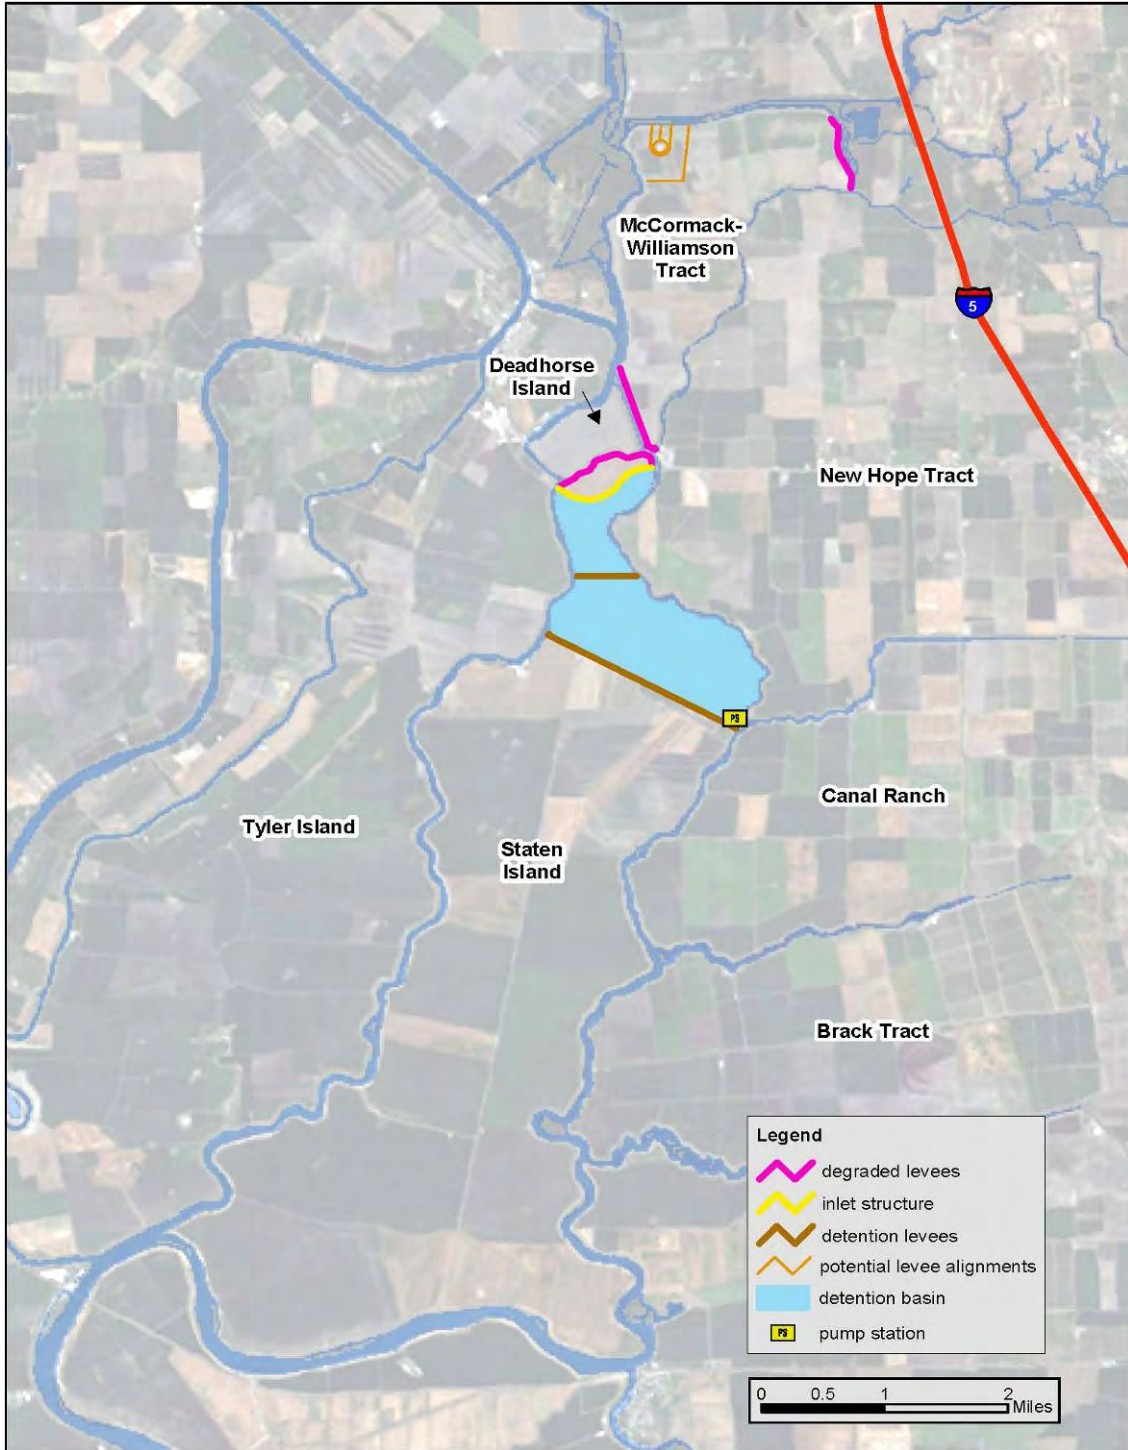 McCormack-
Williamson
Tract
5
Deadhorse
Island
New Hope Tract
PS
Canal Ranch
Tyler Island
Staten
Island
Brack Tract
Legend
degraded levees
inlet structure
detention levees
potential levee alignments
detention basin
PS pump station
0 0.5 1 2
Miles